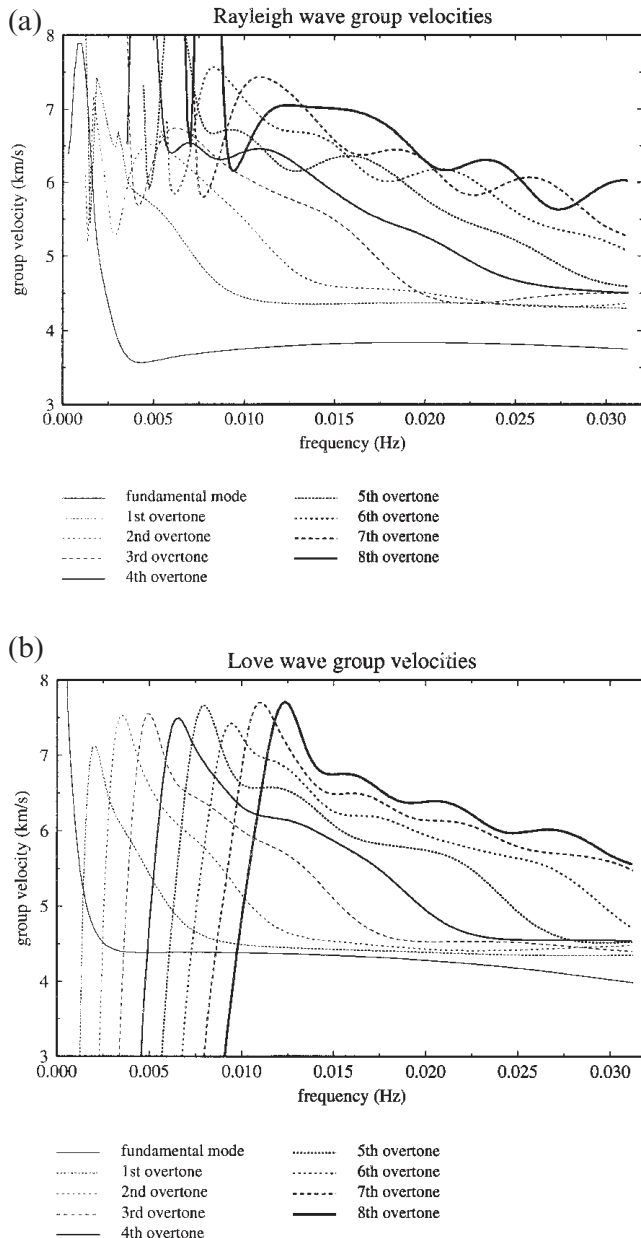 (a)
Rayleigh wave group velocities
8
7
6
5
4
3
group velocity (km/s)
0.000 0.005 0.010 0.015 0.020 0.025 0.030
frequency (Hz)
fundamental mode
1st overtone
2nd overtone
3rd overtone
4th overtone
5th overtone
6th overtone
7th overtone
8th overtone
(b)
Love wave group velocities
8
7
6
5
4
3
group velocity (km/s)
0.000 0.005 0.010 0.015 0.020 0.025 0.030
frequency (Hz)
fundamental mode
1st overtone
2nd overtone
3rd overtone
4th overtone
5th overtone
6th overtone
7th overtone
8th overtone